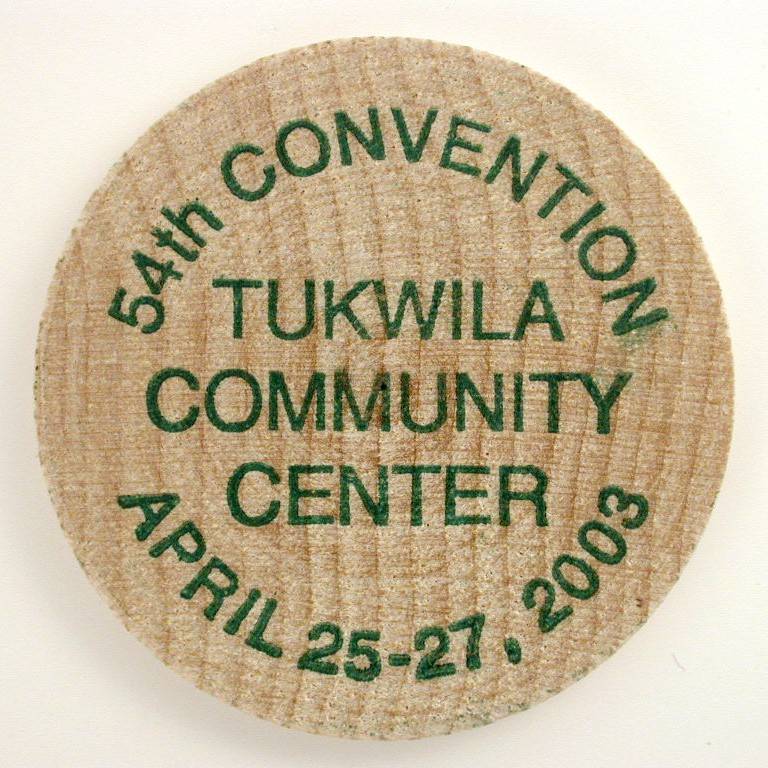 54th CONVENTION
TUKWILA
COMMUNITY
CENTER
APRIL 25-27, 2003